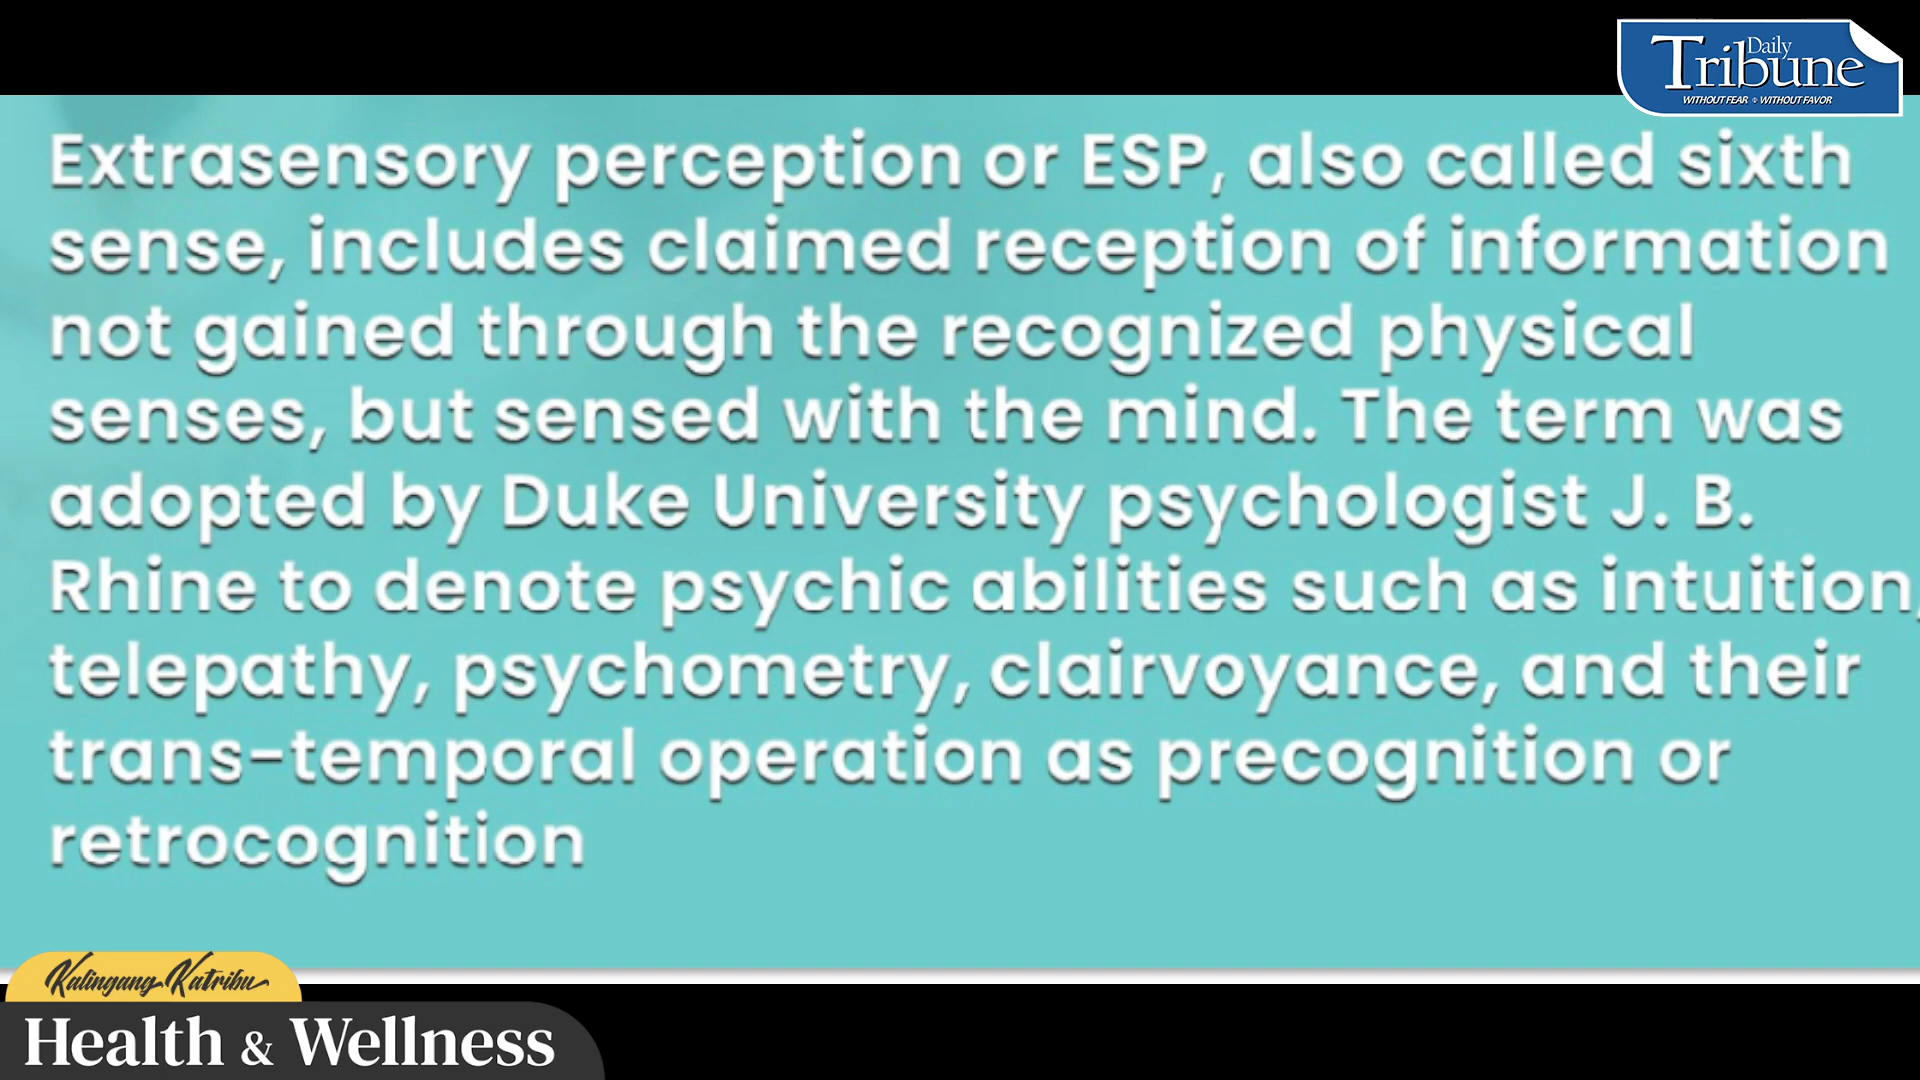 Daily
Tribune
WITHOUT FEAR WITHOUT FAVOR
Extrasensory perception or ESP, also called sixth
sense, includes claimed reception of information
not gained through the recognized physical
senses, but sensed with the mind. The term was
adopted by Duke University psychologist J. B.
Rhine to denote psychic abilities such as intuition,
telepathy, psychometry, clairvoyance, and their
trans-temporal operation as precognition or
retrocognition
Kalingang Katribu
Health & Wellness